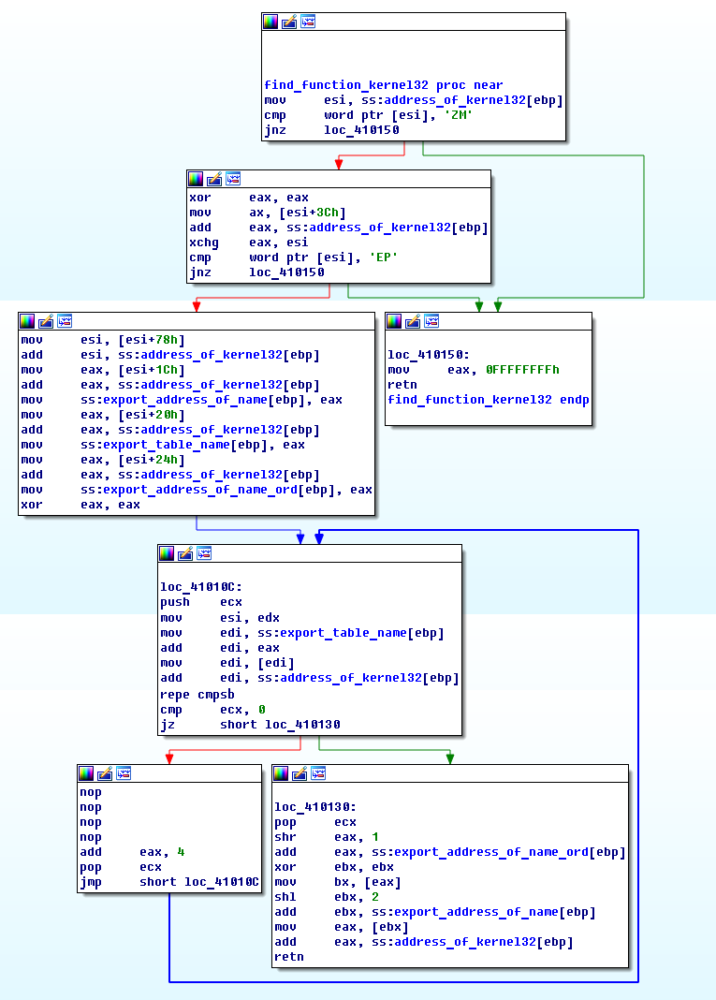 find_function_kernel32 proc near
mov esi, ss:address_of_kernel32[ebp]
cmp word ptr [esi], 'ZM'
jnz loc_410150
xor eax, eax
mov ax, [esi+3Ch]
add eax, ss:address_of_kernel32[ebp]
xchg eax, esi
cmp word ptr [esi], 'EP'
jnz loc_410150
mov esi, [esi+78h]
add esi, ss:address_of_kernel32[ebp]
mov eax, [esi+1Ch]
add eax, ss:address_of_kernel32[ebp]
mov ss:export_address_of_name[ebp], eax
mov eax, [esi+20h]
add eax, ss:address_of_kernel32[ebp]
mov ss:export_table_name[ebp], eax
mov eax, [esi+24h]
add eax, ss:address_of_kernel32[ebp]
mov ss:export_address_of_name_ord[ebp], eax
xor eax, eax
loc_410150:
mov eax, 0FFFFFFFFh
retn
find_function_kernel32 endp
loc_41010C:
push ecx
mov esi, edx
mov edi, ss:export_table_name[ebp]
add edi, eax
mov edi, [edi]
add edi, ss:address_of_kernel32[ebp]
repe cmpsb
cmp ecx, 0
jz short loc_410130
nop
nop
nop
nop
add eax, 4
pop ecx
jmp short loc_41010C
loc_410130:
pop ecx
shr eax, 1
add eax, ss:export_address_of_name_ord[ebp]
xor ebx, ebx
mov bx, [eax]
shl ebx, 2
add ebx, ss:export_address_of_name[ebp]
mov eax, [ebx]
add eax, ss:address_of_kernel32[ebp]
retn